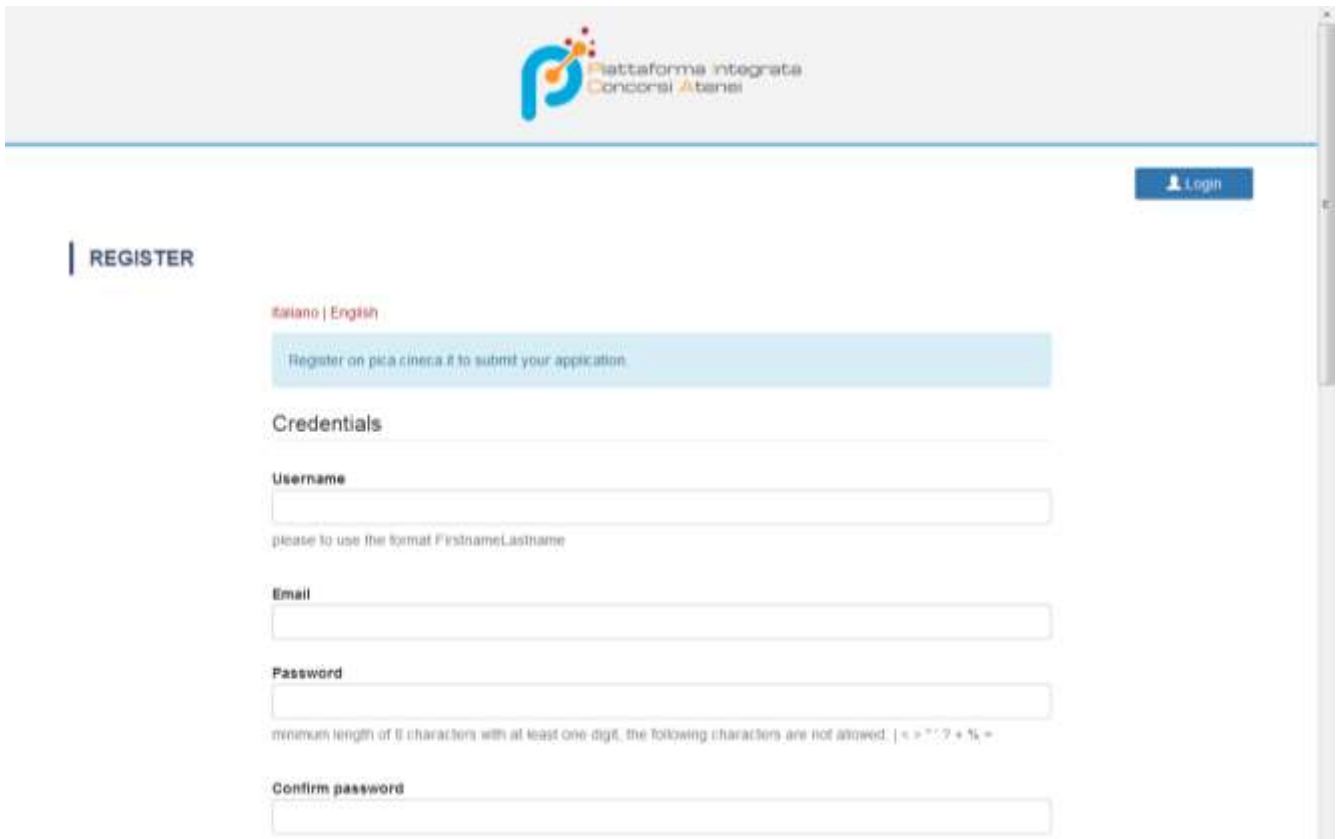 Piattaforma Integrata
Concorsi Atenei
Login
REGISTER
Italiano | English
Register on pica.cineca.it to submit your application.
Credentials
Username
please to use the format FirstnameLastname
Email
Password
minimum length of 8 characters with at least one digit, the following characters are not allowed: | < > " ' ? + % =
Confirm password